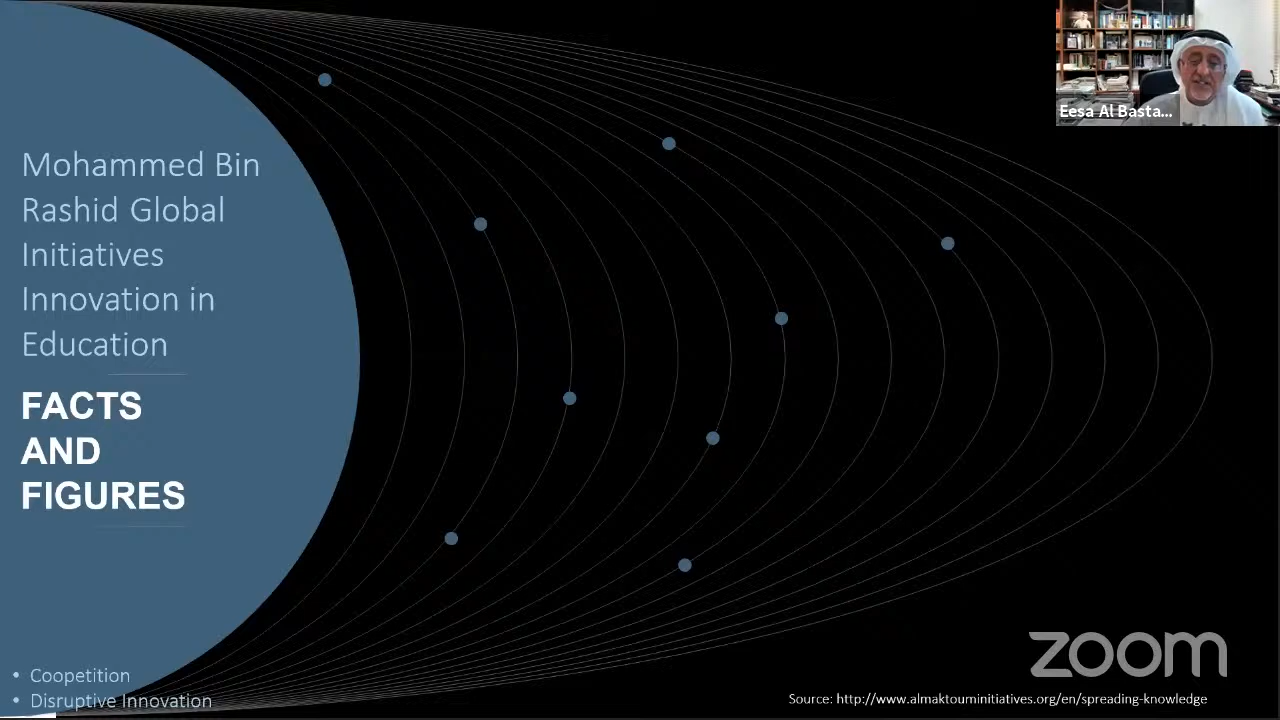 Eesa Al Basta...
Mohammed Bin
Rashid Global
Initiatives
Innovation in
Education
FACTS
AND
FIGURES
• Coopetition
• Disruptive Innovation
zoom
Source: http://www.almaktouminitiatives.org/en/spreading-knowledge